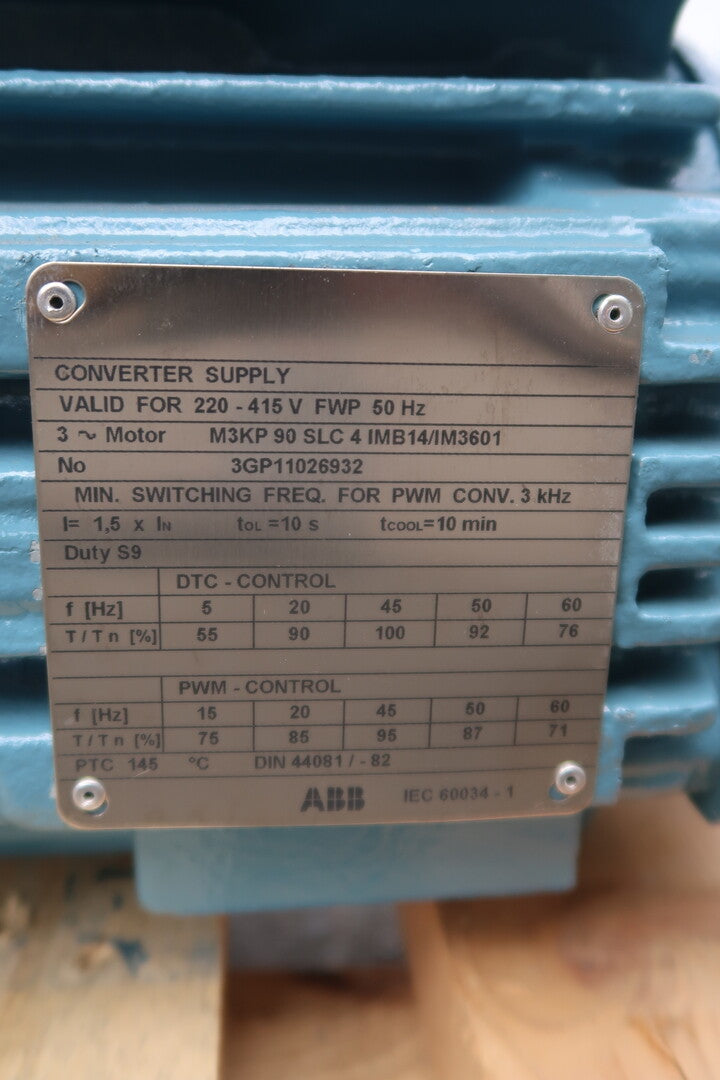 CONVERTER SUPPLY
VALID FOR 220 - 415 V FWP 50 Hz
3 ~ Motor M3KP 90 SLC 4 IMB14/IM3601
No 3GP11026932
MIN. SWITCHING FREQ. FOR PWM CONV. 3 kHz
I= 1,5 x IN tOL =10 s tCOOL=10 min
Duty S9
DTC - CONTROL
f [Hz] 5 20 45 50 60
T / T n [%] 55 90 100 92 76
PWM - CONTROL
f [Hz] 15 20 45 50 60
T / T n [%] 75 85 95 87 71
PTC 145 °C DIN 44081 / - 82
ABB IEC 60034 - 1